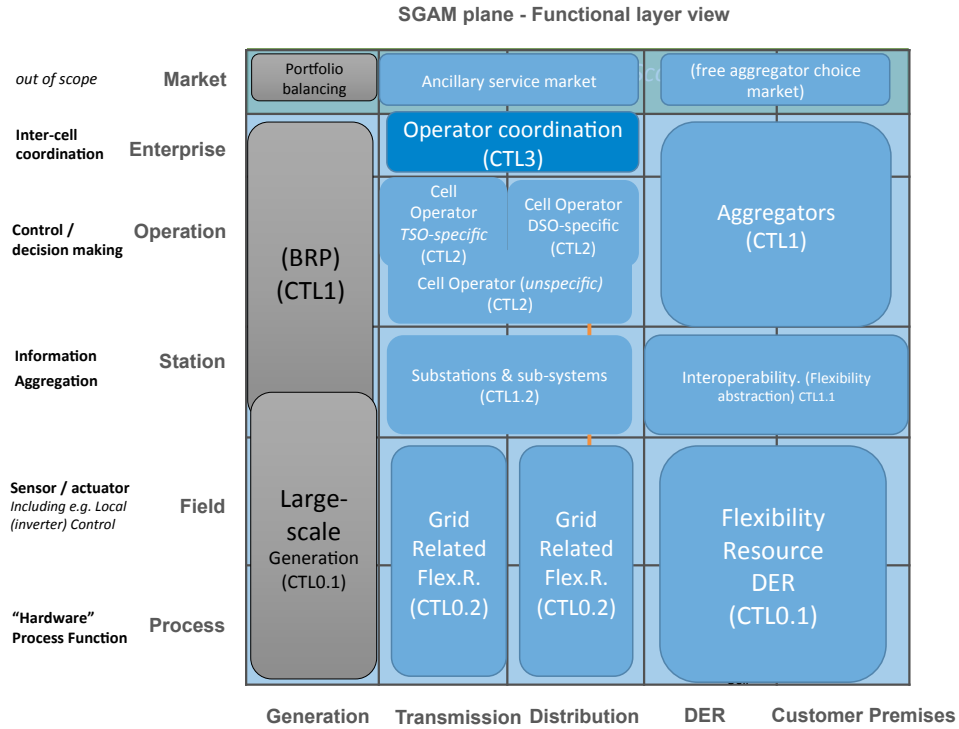 SGAM plane - Functional layer view
out of scope
Market
Portfolio
balancing
Ancillary service market
(free aggregator choice
market)
Inter-cell
coordination
Enterprise
Operator coordination
(CTL3)
Control /
decision making
Operation
(BRP)
(CTL1)
Cell
Operator
TSO-specific
(CTL2)
Cell Operator
DSO-specific
(CTL2)
Cell Operator (unspecific)
(CTL2)
Aggregators
(CTL1)
Information
Aggregation
Station
Substations & sub-systems
(CTL1.2)
Interoperability. (Flexibility
abstraction) CTL1.1
Sensor / actuator
Including e.g. Local
(inverter) Control
Field
Large-
scale
Generation
(CTL0.1)
Grid
Related
Flex.R.
(CTL0.2)
Grid
Related
Flex.R.
(CTL0.2)
Flexibility
Resource
DER
(CTL0.1)
"Hardware"
Process Function
Process
Generation
Transmission
Distribution
DER
Customer Premises